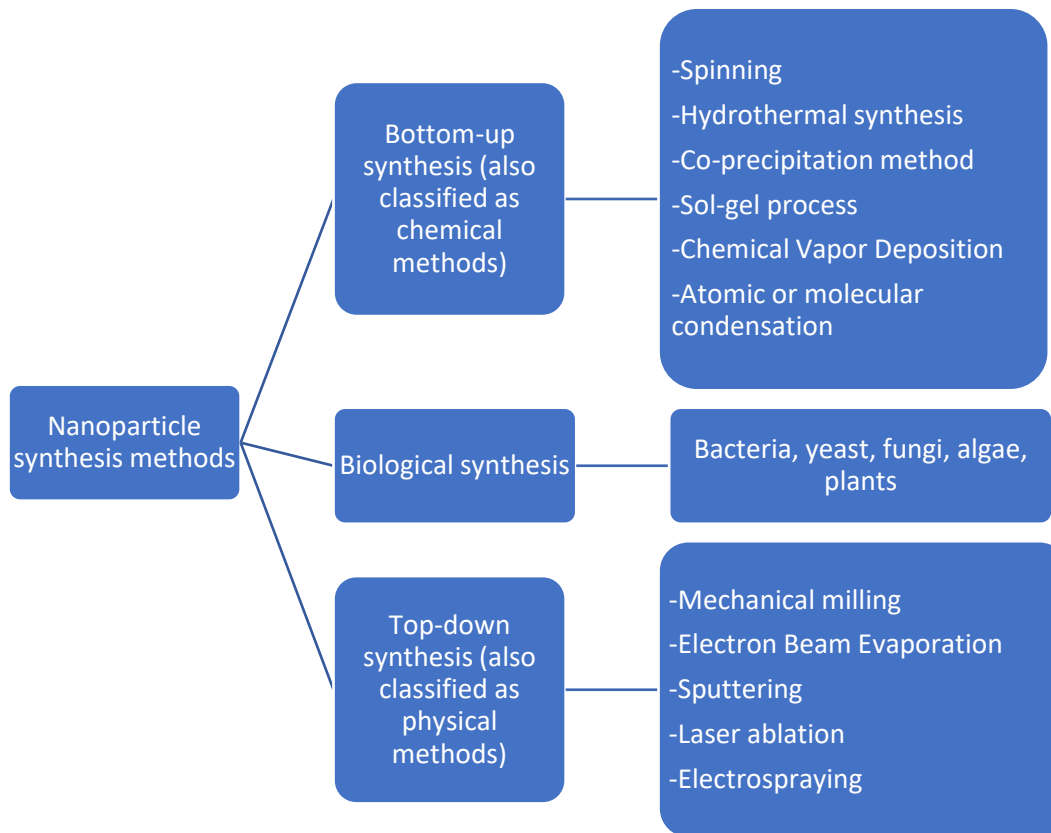 Nanoparticle
synthesis methods
Bottom-up
synthesis (also
classified as
chemical
methods)
-Spinning
-Hydrothermal synthesis
-Co-precipitation method
-Sol-gel process
-Chemical Vapor Deposition
-Atomic or molecular
condensation
Biological synthesis
Bacteria, yeast, fungi, algae,
plants
Top-down
synthesis (also
classified as
physical
methods)
-Mechanical milling
-Electron Beam Evaporation
-Sputtering
-Laser ablation
-Electrospraying